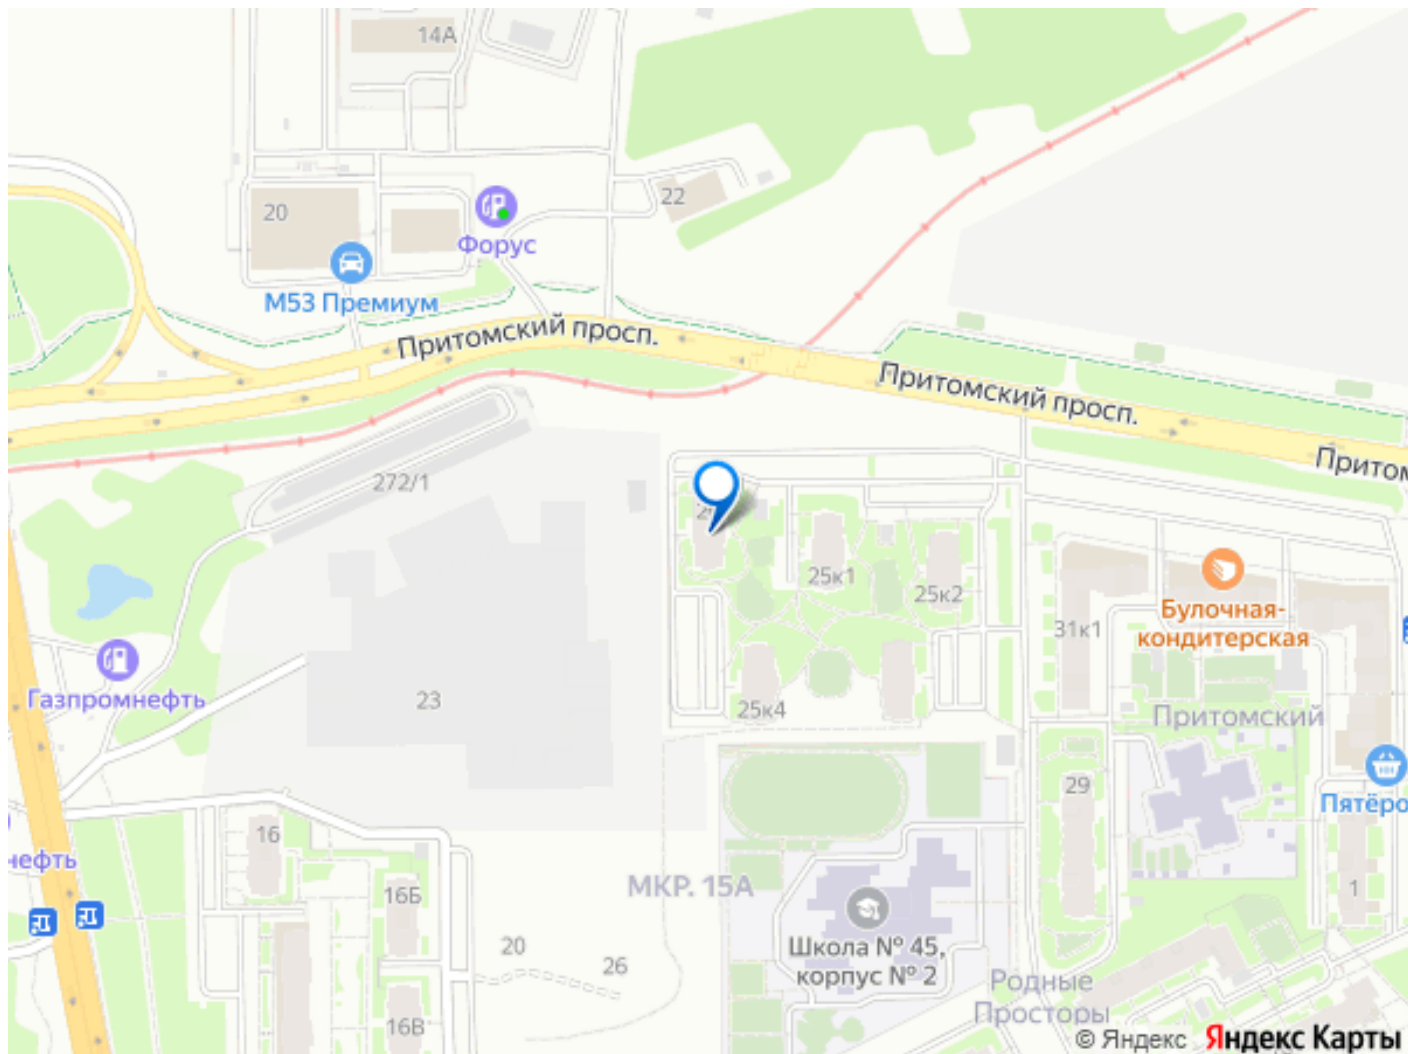 14А
20
22
Форус
М53 Премиум
Притомский просп.
Притомский просп.
Притом
272/1
25к1
25к2
31к1
Булочная-
кондитерская
Газпромнефть
23
25к4
Притомский
29
Пятёро
16
нефть
16Б
МКР. 15А
1
20
26
Школа № 45,
корпус № 2
Родные
Просторы
16В
© Яндекс Яндекс Карты